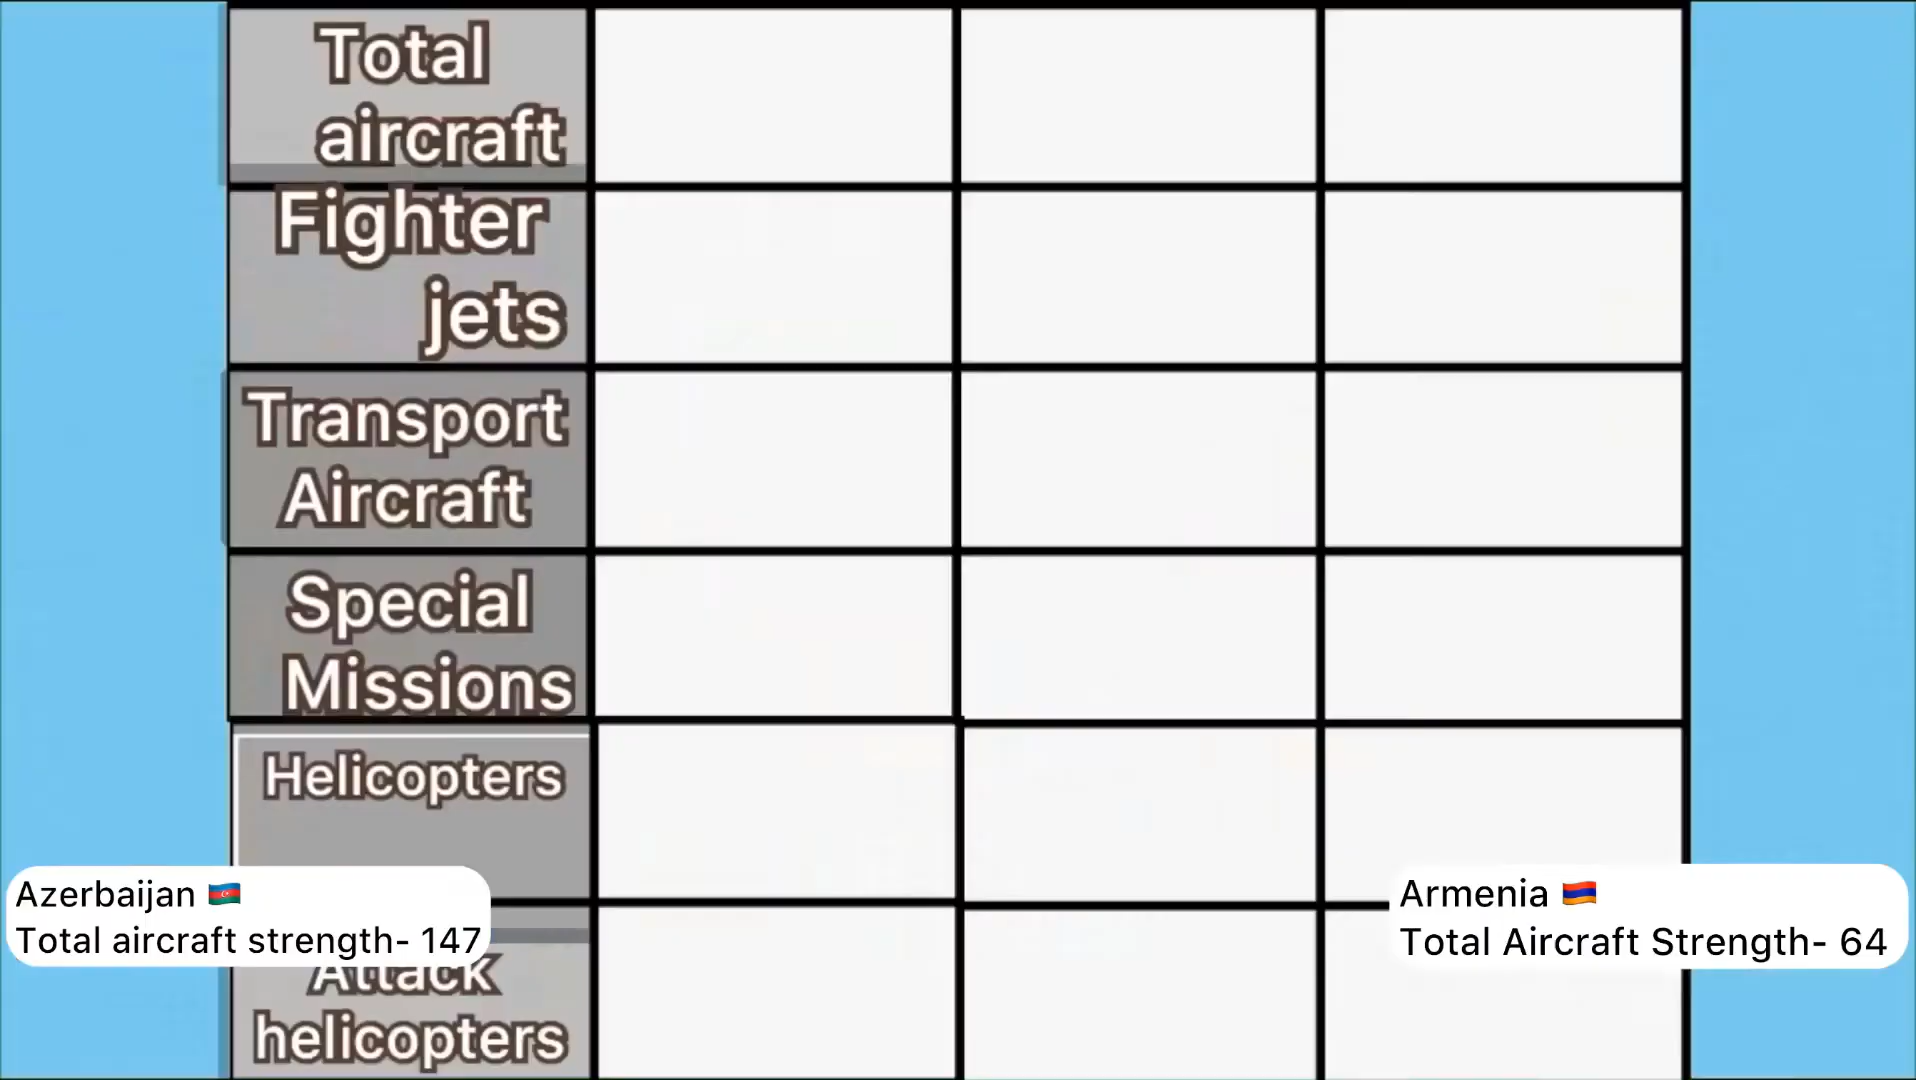 Total
aircraft
Fighter
jets
Transport
Aircraft
Special
Missions
Helicopters
Azerbaijan 🇦🇿
Total aircraft strength- 147
Armenia 🇦🇲
Total Aircraft Strength- 64
Attack
helicopters